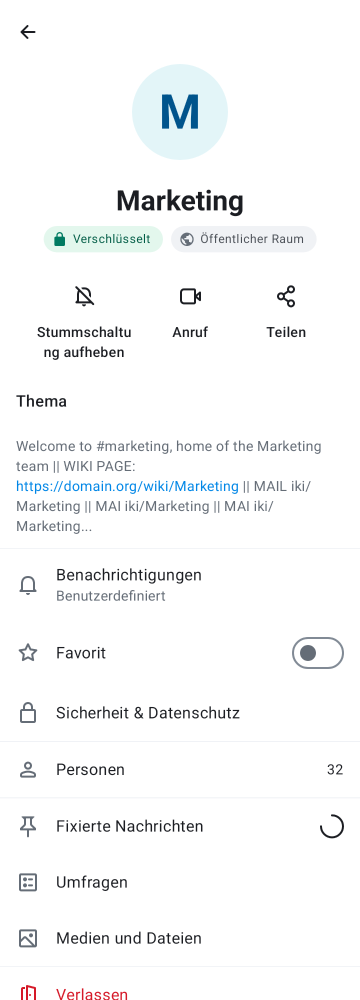 M
Marketing
Verschlüsselt
Öffentlicher Raum
Stummschaltu
ng aufheben
Anruf
Teilen
Thema
Welcome to #marketing, home of the Marketing
team || WIKI PAGE:
https://domain.org/wiki/Marketing || MAIL iki/
Marketing || MAI iki/Marketing || MAI iki/
Marketing...
Benachrichtigungen
Benutzerdefiniert
Favorit
Sicherheit & Datenschutz
Personen 32
Fixierte Nachrichten
Umfragen
Medien und Dateien
Verlassen